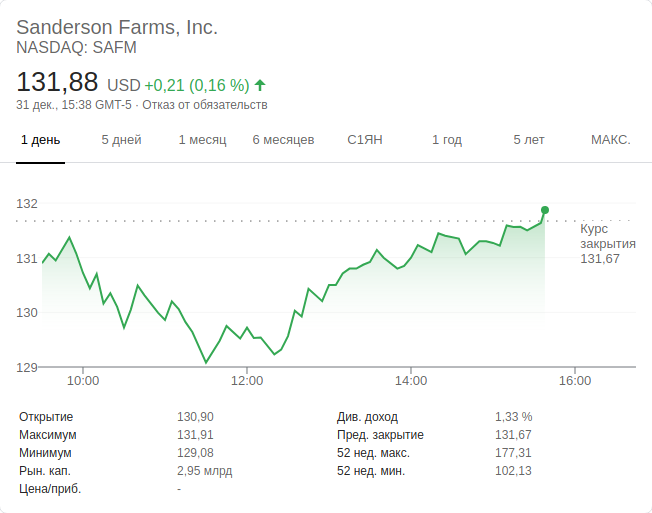 Sanderson Farms, Inc.
NASDAQ: SAFM
131,88 USD +0,21 (0,16 %)
31 дек., 15:38 GMT-5 · Отказ от обязательств
1 день 5 дней 1 месяц 6 месяцев С1ЯН 1 год 5 лет МАКС.
132
131
130
129
Курс
закрытия
131,67
10:00 12:00 14:00 16:00
Открытие 130,90 Див. доход 1,33 %
Максимум 131,91 Пред. закрытие 131,67
Минимум 129,08 52 нед. макс. 177,31
Рын. кап. 2,95 млрд 52 нед. мин. 102,13
Цена/приб. -